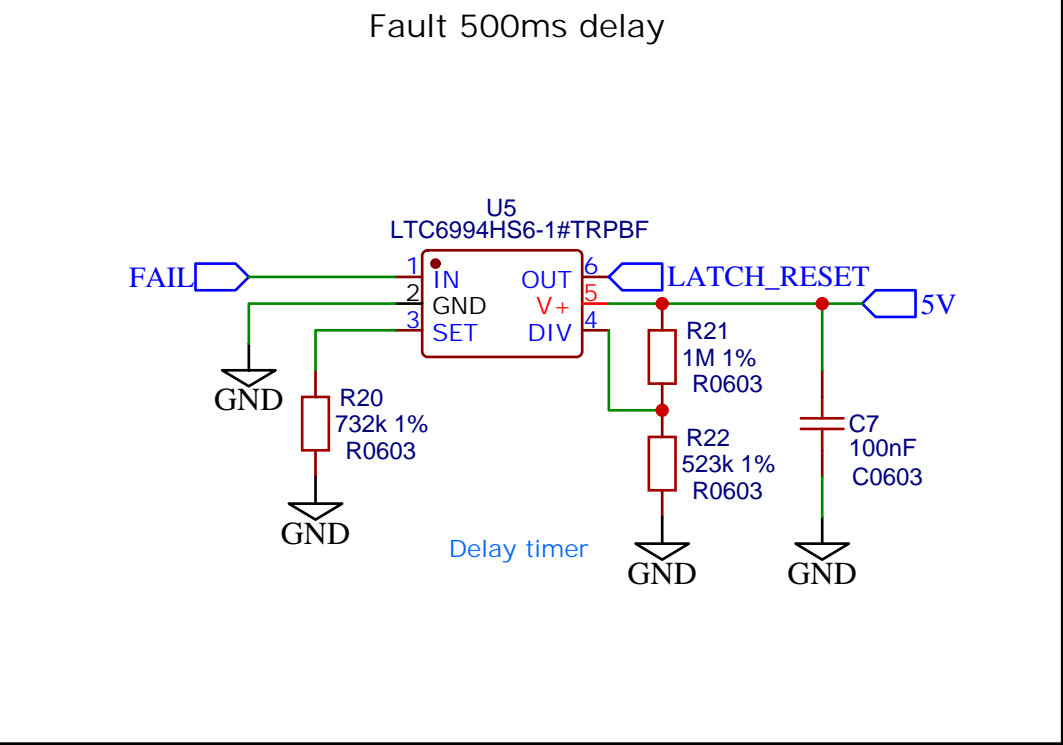 Fault 500ms delay
U5
LTC6994HS6-1#TRPBF
FAIL
1
IN
2
GND
3
SET
OUT
6
LATCH_RESET
V+
5
5V
DIV
4
GND
R20
732k 1%
R0603
GND
R21
1M 1%
R0603
R22
523k 1%
R0603
GND
C7
100nF
C0603
GND
Delay timer